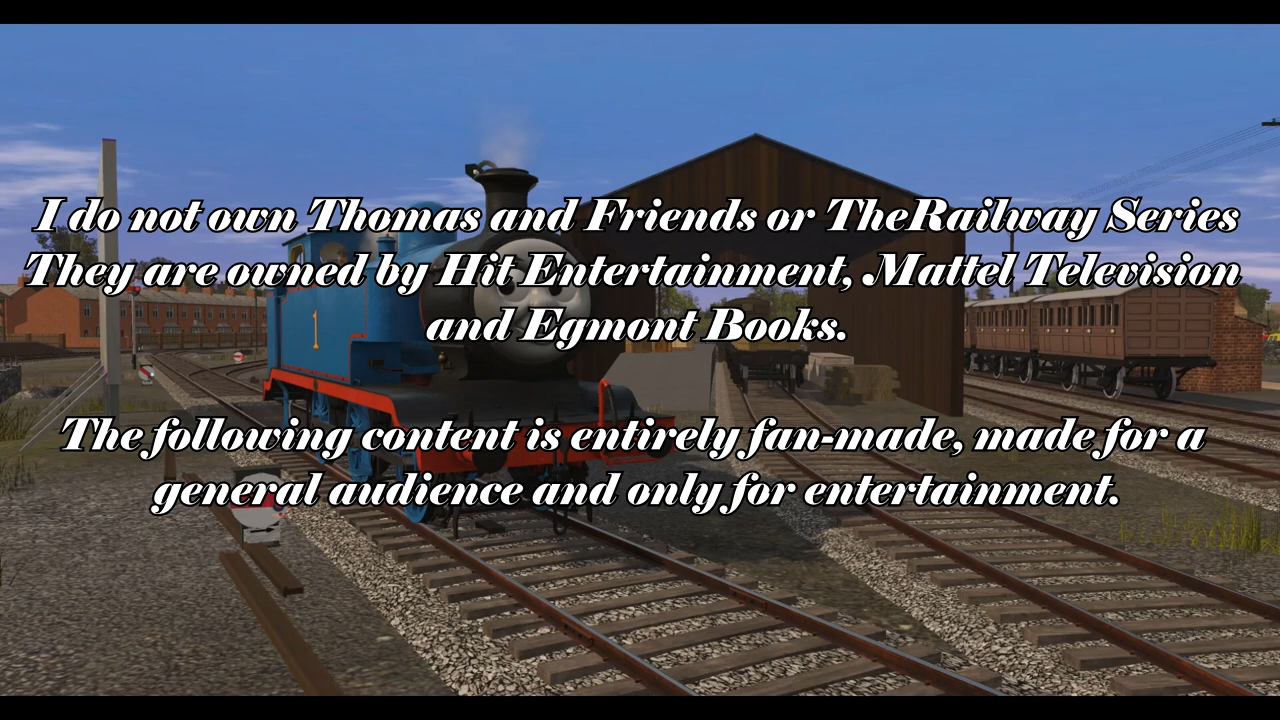 I do not own Thomas and Friends or TheRailway Series
They are owned by Hit Entertainment, Mattel Television
and Egmont Books.
The following content is entirely fan-made, made for a
general audience and only for entertainment.
1